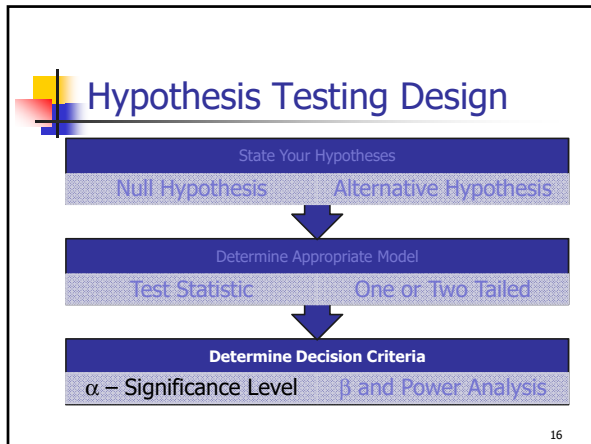 Hypothesis Testing Design
State Your Hypotheses
Null Hypothesis Alternative Hypothesis
Determine Appropriate Model
Test Statistic One or Two Tailed
Determine Decision Criteria
α – Significance Level β and Power Analysis
16